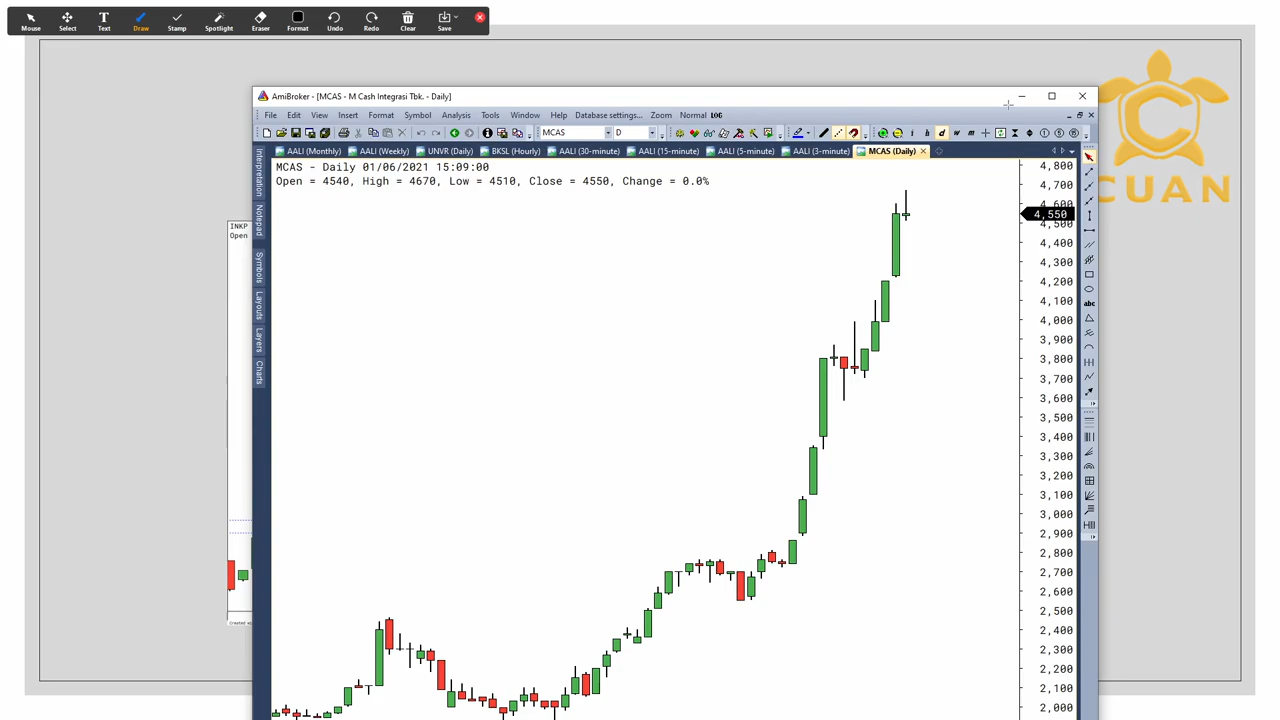 Mouse Select Text Draw Stamp Spotlight Eraser Format Undo Redo Clear Save
AmiBroker - [MCAS - M Cash Integrasi Tbk. - Daily]
File Edit View Insert Format Symbol Analysis Tools Window Help Database settings... Zoom Normal LOG
MCAS D i b d w m
AALI (Monthly) AALI (Weekly) UNVR (Daily) BKSL (Hourly) AALI (30-minute) AALI (15-minute) AALI (5-minute) AALI (3-minute) MCAS (Daily)
MCAS - Daily 01/06/2021 15:09:00
Open = 4540, High = 4670, Low = 4510, Close = 4550, Change = 0.0%
Interpretation
Notepad
Symbols
Layouts
Layers
Charts
4,800
4,700
4,600
4,550
4,500
4,400
4,300
4,200
4,100
4,000
3,900
3,800
3,700
3,600
3,500
3,400
3,300
3,200
3,100
3,000
2,900
2,800
2,700
2,600
2,500
2,400
2,300
2,200
2,100
2,000
abc
INKP
Open
Created
CUAN